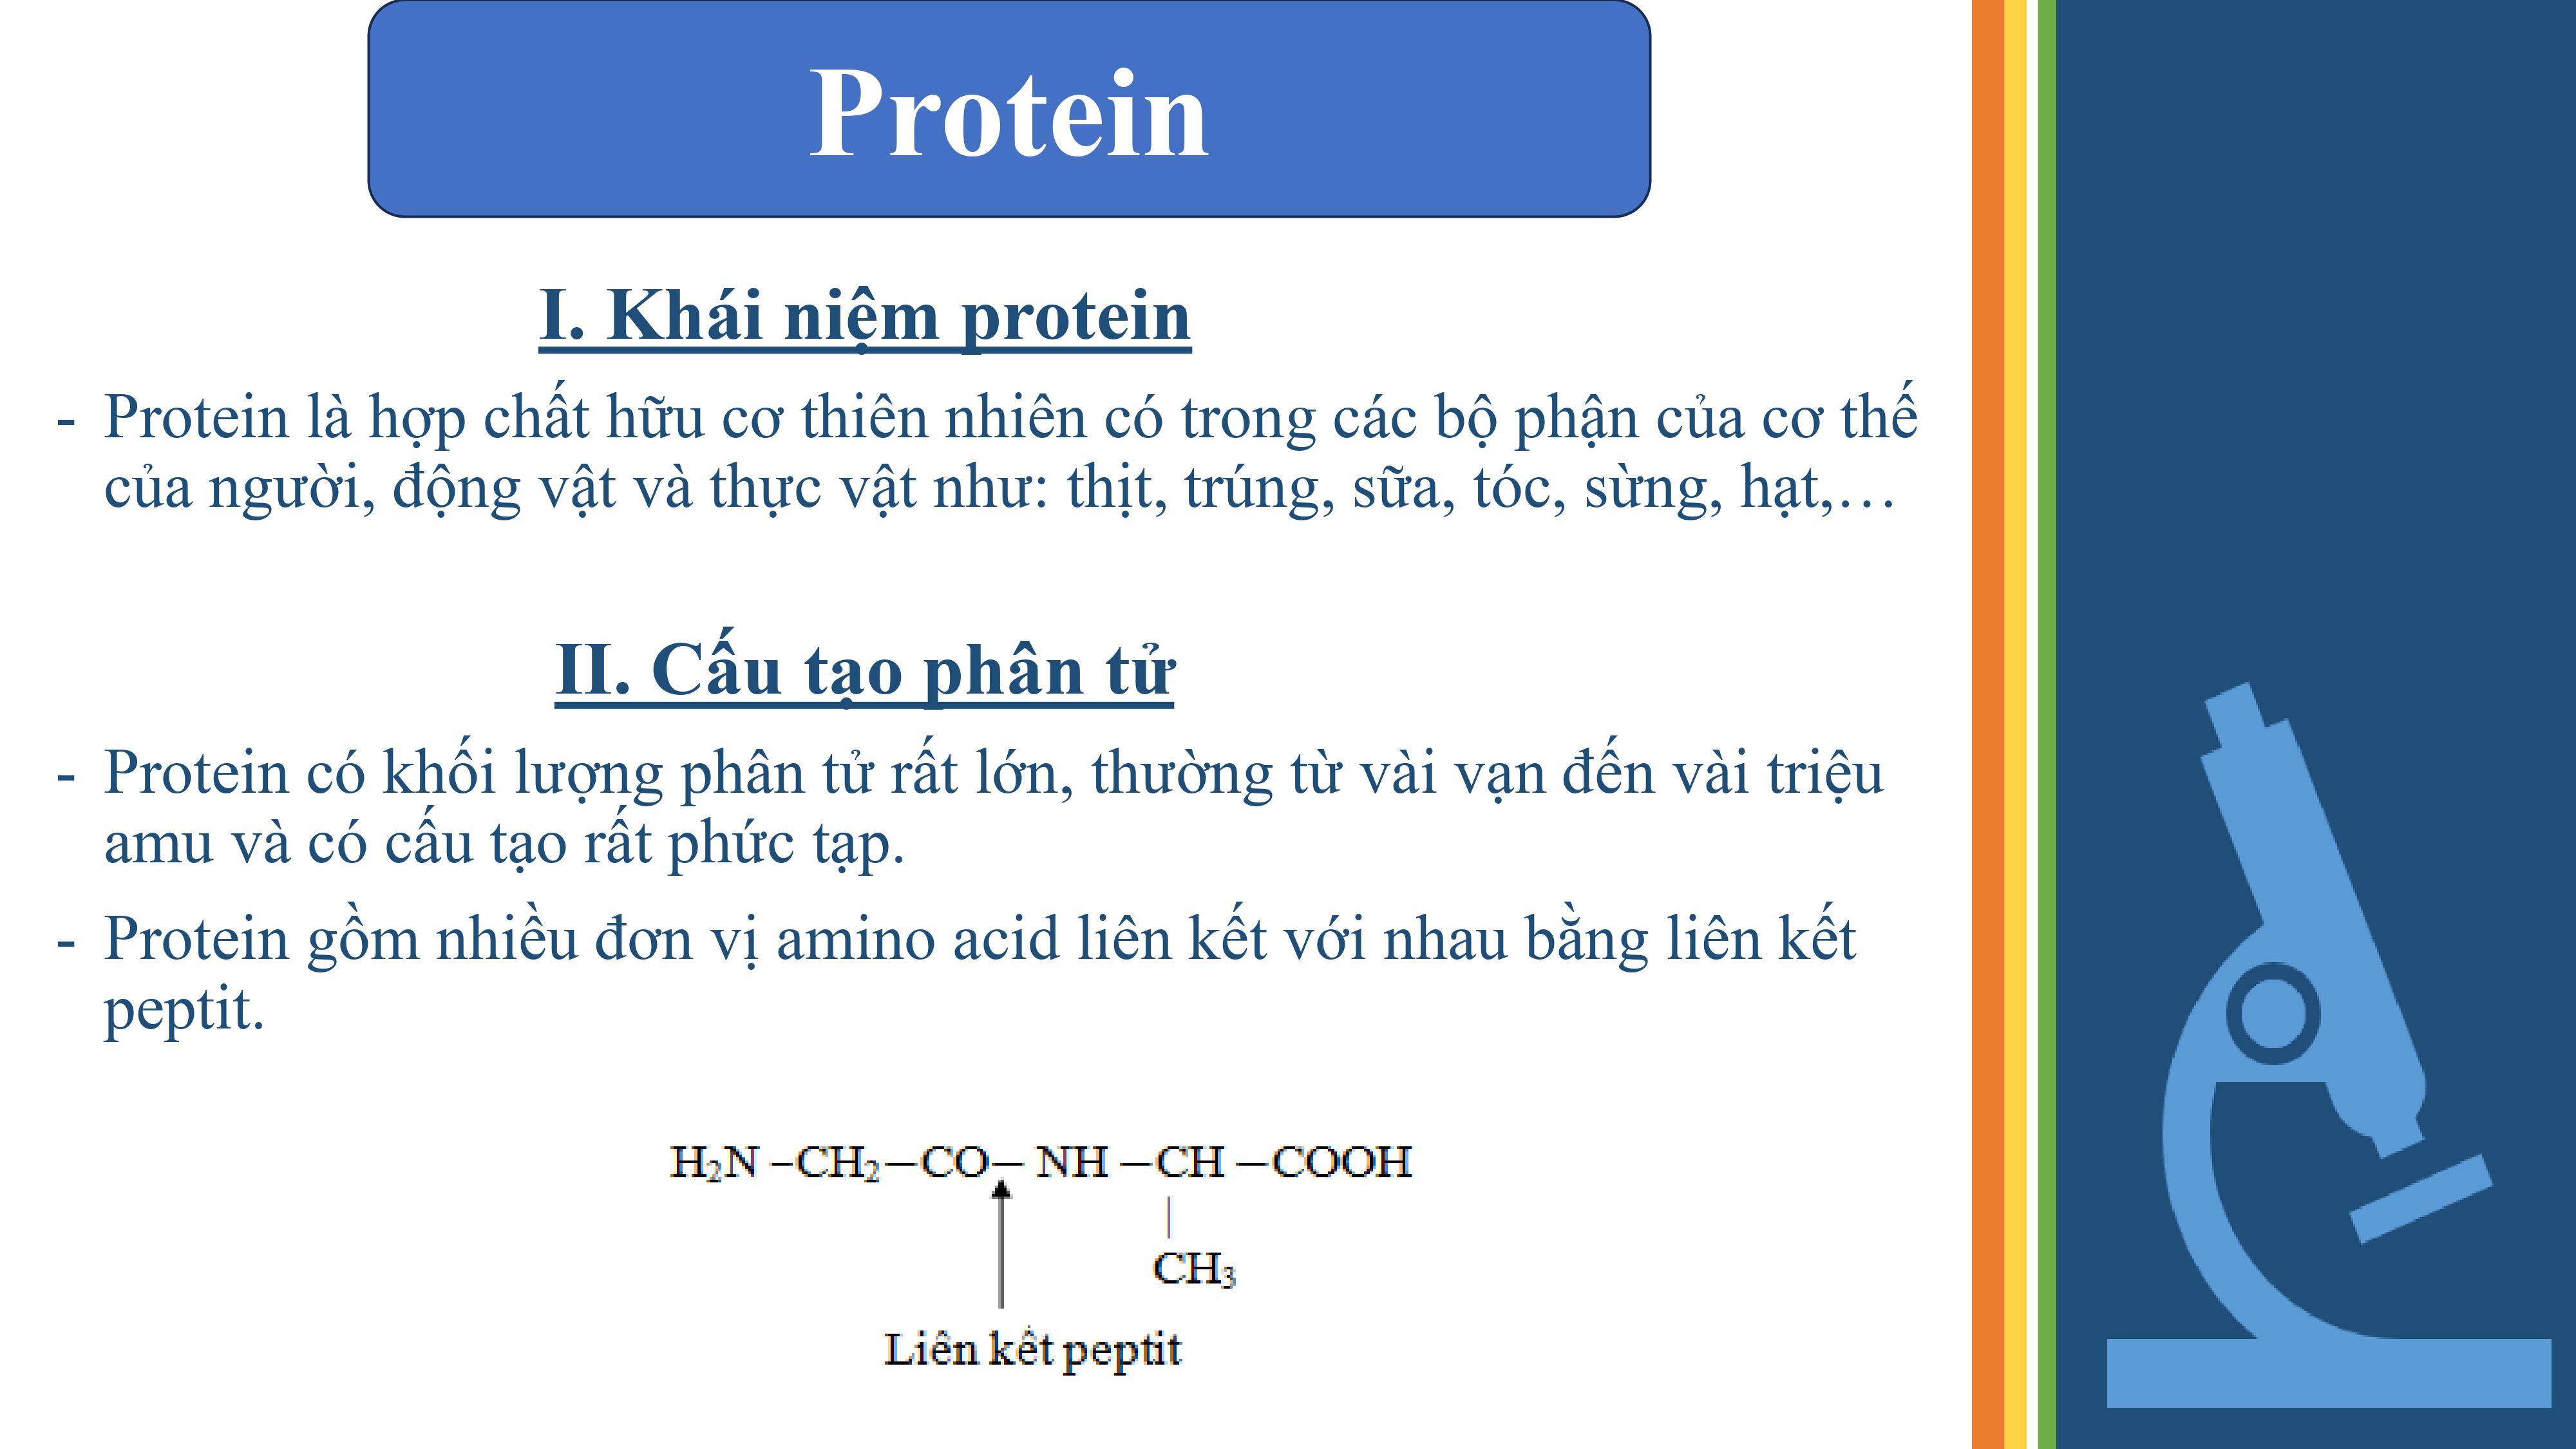 Protein
I. Khái niệm protein
- Protein là hợp chất hữu cơ thiên nhiên có trong các bộ phận của cơ thế
của người, động vật và thực vật như: thịt, trúng, sữa, tóc, sừng, hạt,…
II. Cấu tạo phân tử
- Protein có khối lượng phân tử rất lớn, thường từ vài vạn đến vài triệu
amu và có cấu tạo rất phức tạp.
- Protein gồm nhiều đơn vị amino acid liên kết với nhau bằng liên kết
peptit.
H₂N –CH₂–CO– NH –CH –COOH
CH₃
Liên kết peptit